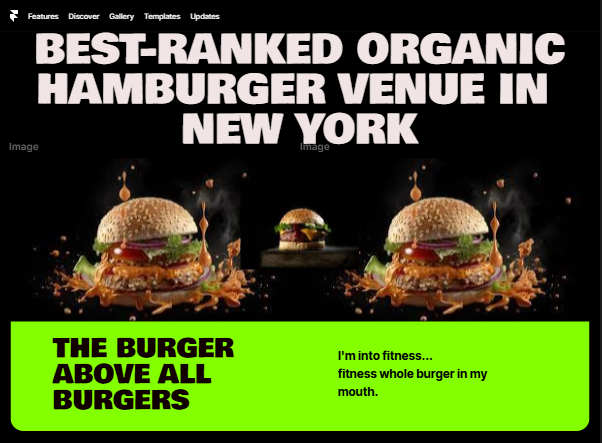 Features Discover Gallery Templates Updates
BEST-RANKED ORGANIC
HAMBURGER VENUE IN
NEW YORK
Image
Image
THE BURGER
ABOVE ALL
BURGERS
I'm into fitness...
fitness whole burger in my
mouth.